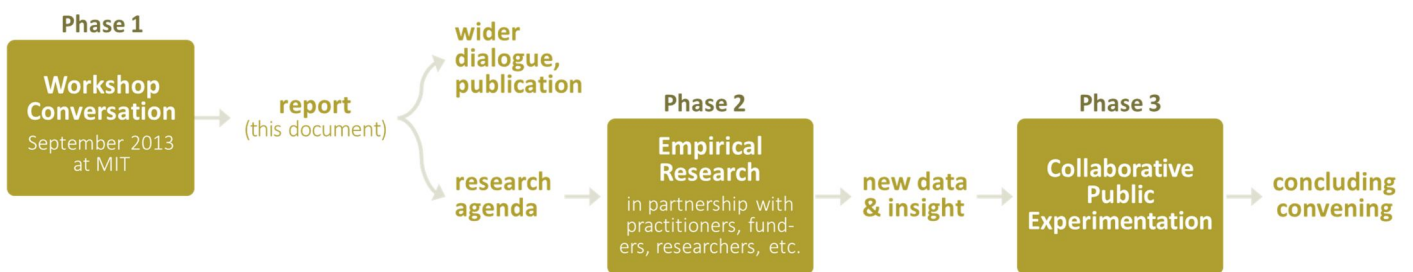 Phase 1
Workshop
Conversation
September 2013
at MIT
report
(this document)
wider
dialogue,
publication
research
agenda
Phase 2
Empirical
Research
in partnership with
practitioners, fund-
ers, researchers, etc.
new data
& insight
Phase 3
Collaborative
Public
Experimentation
concluding
convening